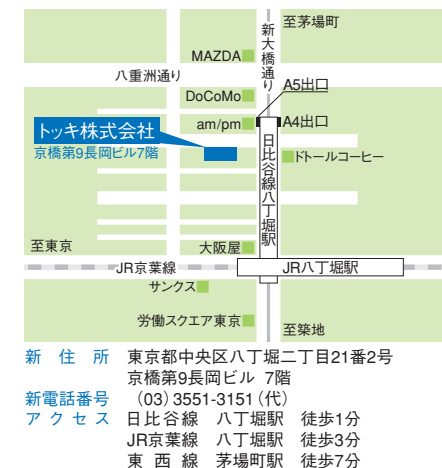 至茅場町
新大橋通り
MAZDA
八重洲通り
A5出口
DoCoMo
am/pm
A4出口
トッキ株式会社
京橋第9長岡ビル7階
日比谷線八丁堀駅
ドトールコーヒー
至東京
大阪屋
JR京葉線
JR八丁堀駅
サンクス
労働スクエア東京
至築地
新住所 東京都中央区八丁堀二丁目21番2号
京橋第9長岡ビル 7階
新電話番号 (03)3551-3151(代)
アクセス 日比谷線 八丁堀駅 徒歩1分
JR京葉線 八丁堀駅 徒歩3分
東西線 茅場町駅 徒歩7分